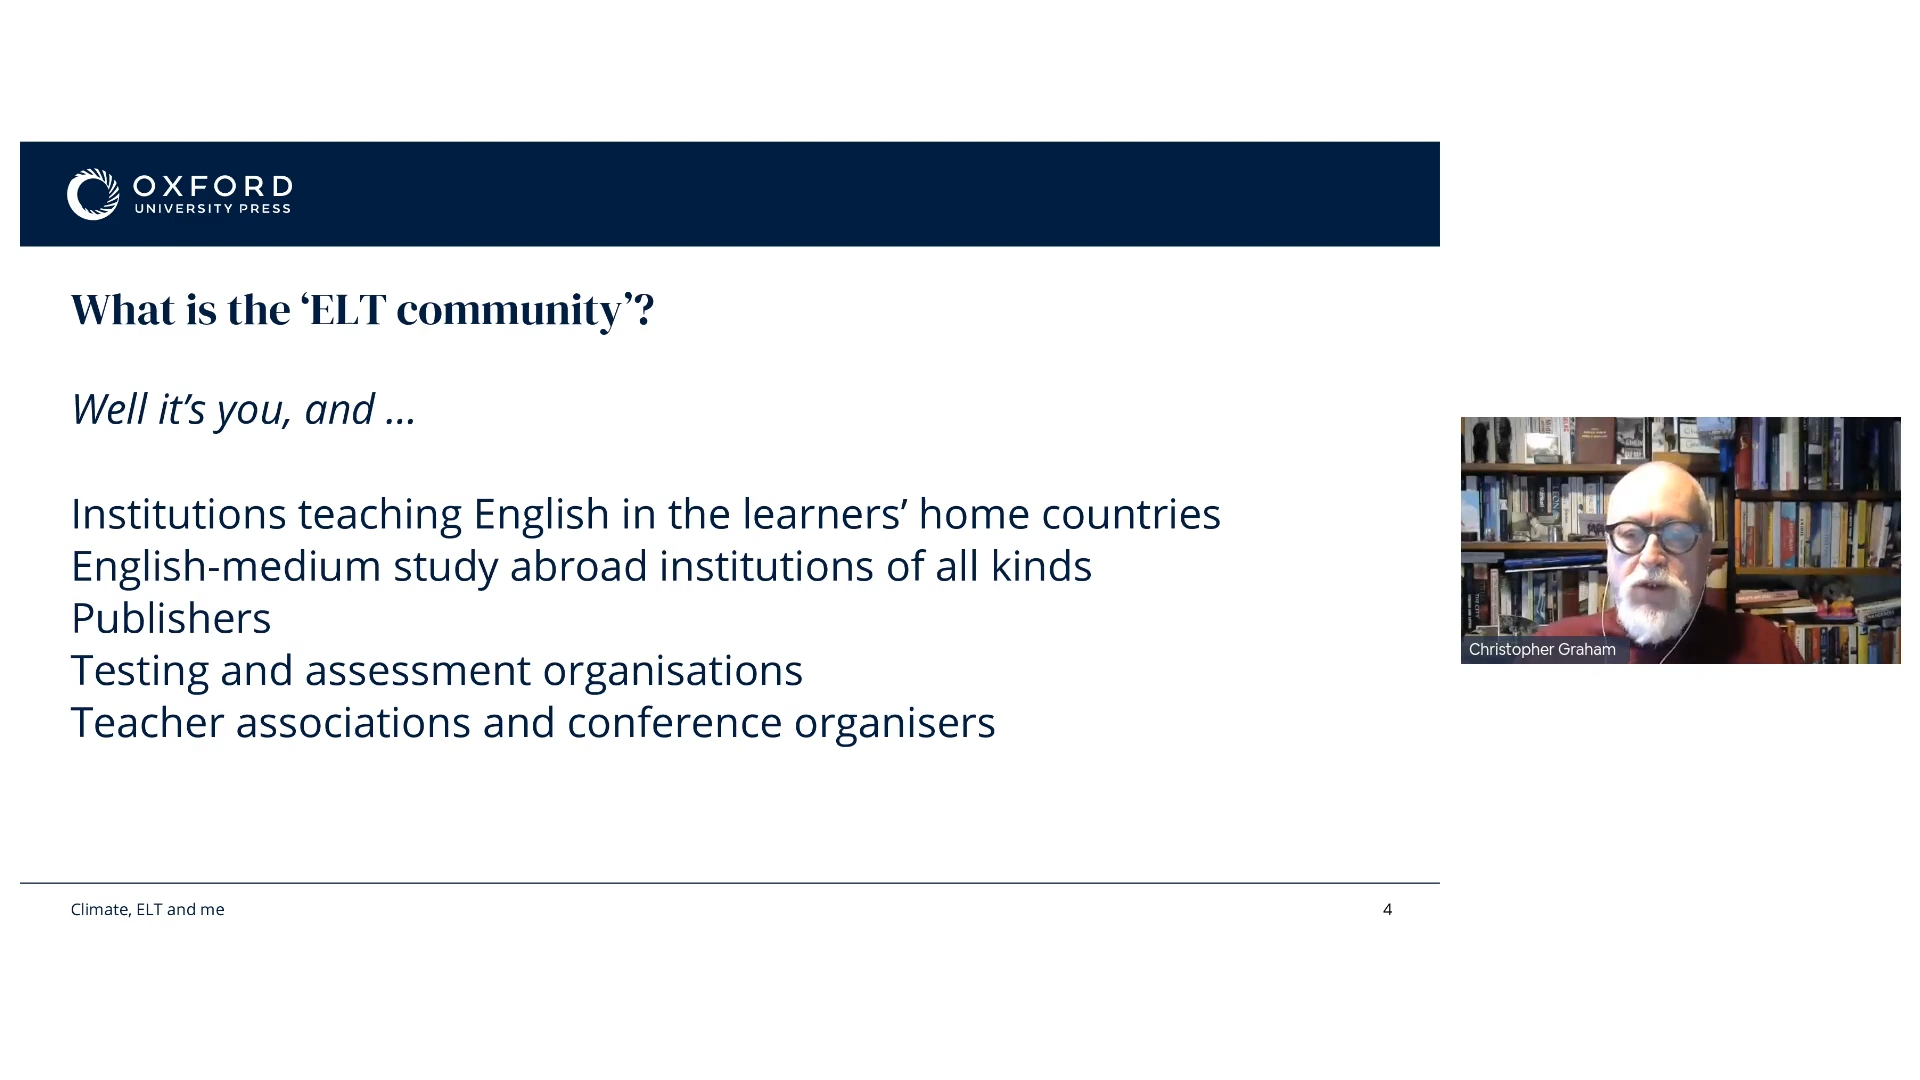 OXFORD
UNIVERSITY PRESS
What is the ‘ELT community’?
Well it’s you, and ...
Institutions teaching English in the learners’ home countries
English-medium study abroad institutions of all kinds
Publishers
Testing and assessment organisations
Teacher associations and conference organisers
Climate, ELT and me
4
Christopher Graham